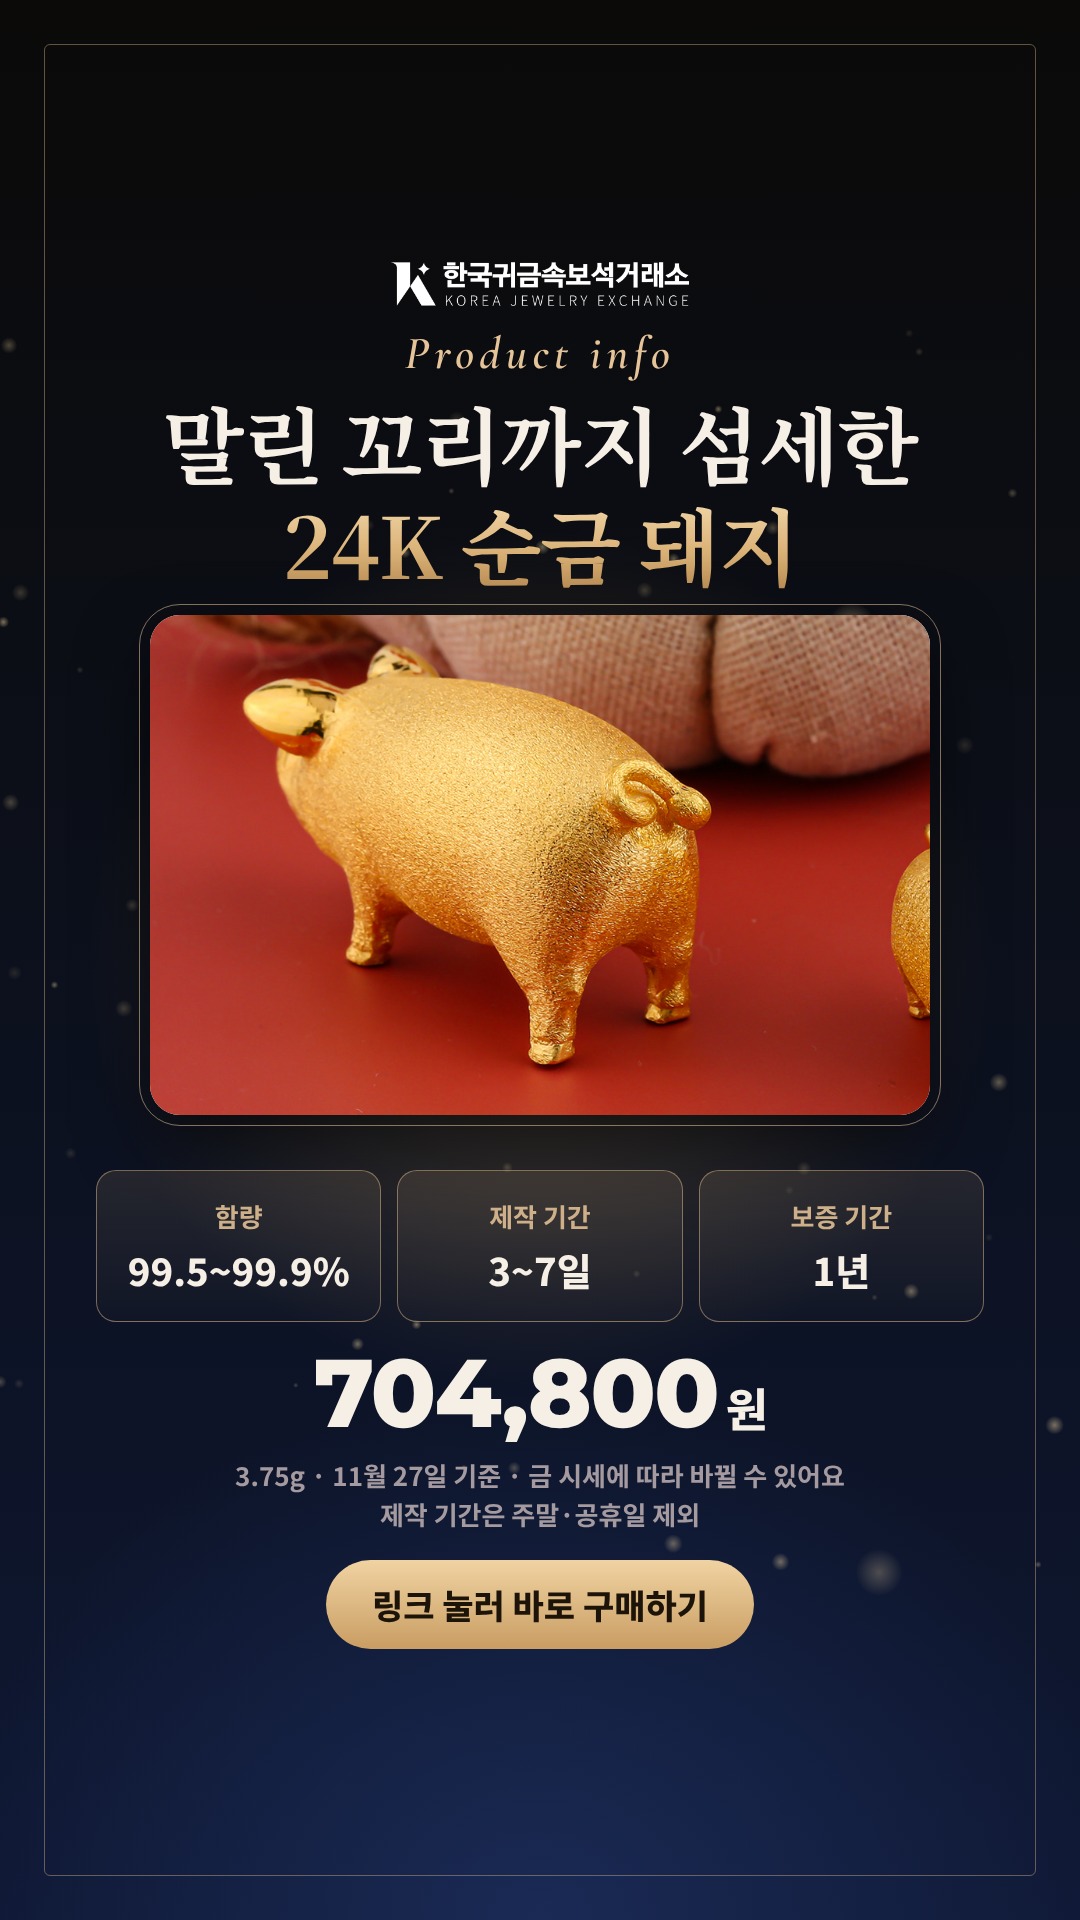 한국귀금속보석거래소
KOREA JEWELRY EXCHANGE
Product info
말린 꼬리까지 섬세한
24K 순금 돼지
함량
99.5~99.9%
제작 기간
3~7일
보증 기간
1년
704,800원
3.75g · 11월 27일 기준 · 금 시세에 따라 바뀔 수 있어요
제작 기간은 주말·공휴일 제외
링크 눌러 바로 구매하기